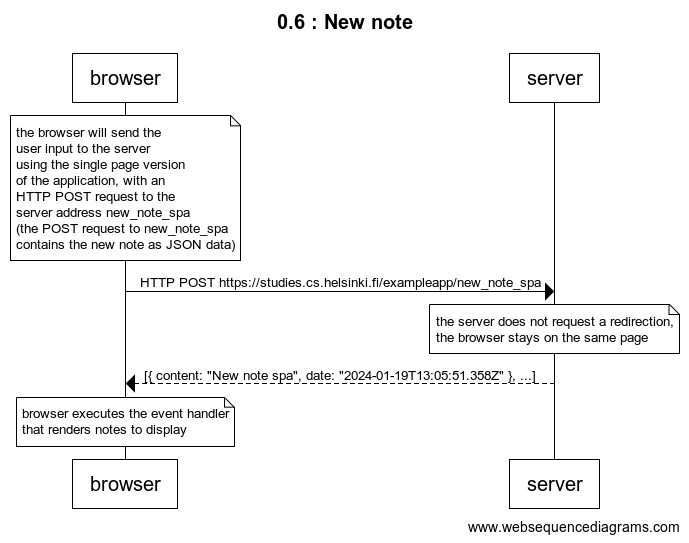 0.6 : New note
browser
server
the browser will send the
user input to the server
using the single page version
of the application, with an
HTTP POST request to the
server address new_note_spa
(the POST request to new_note_spa
contains the new note as JSON data)
HTTP POST https://studies.cs.helsinki.fi/exampleapp/new_note_spa
the server does not request a redirection,
the browser stays on the same page
[{ content: "New note spa", date: "2024-01-19T13:05:51.358Z" }, ...]
browser executes the event handler
that renders notes to display
browser
server
www.websequencediagrams.com